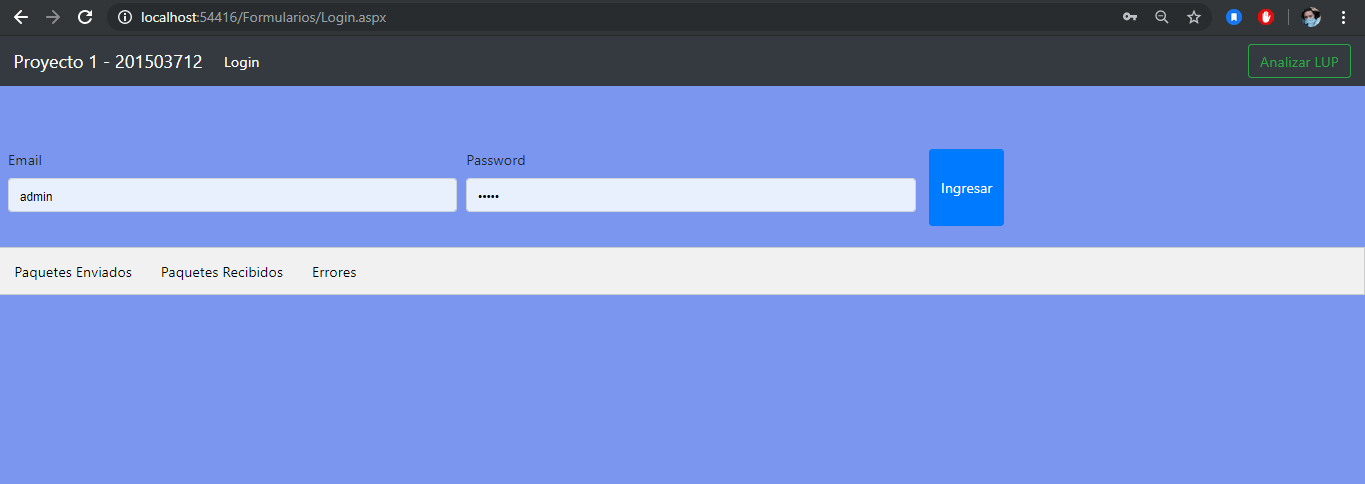 localhost:54416/Formularios/Login.aspx
Proyecto 1 - 201503712 Login Analizar LUP
Email Password
admin ••••• Ingresar
Paquetes Enviados Paquetes Recibidos Errores